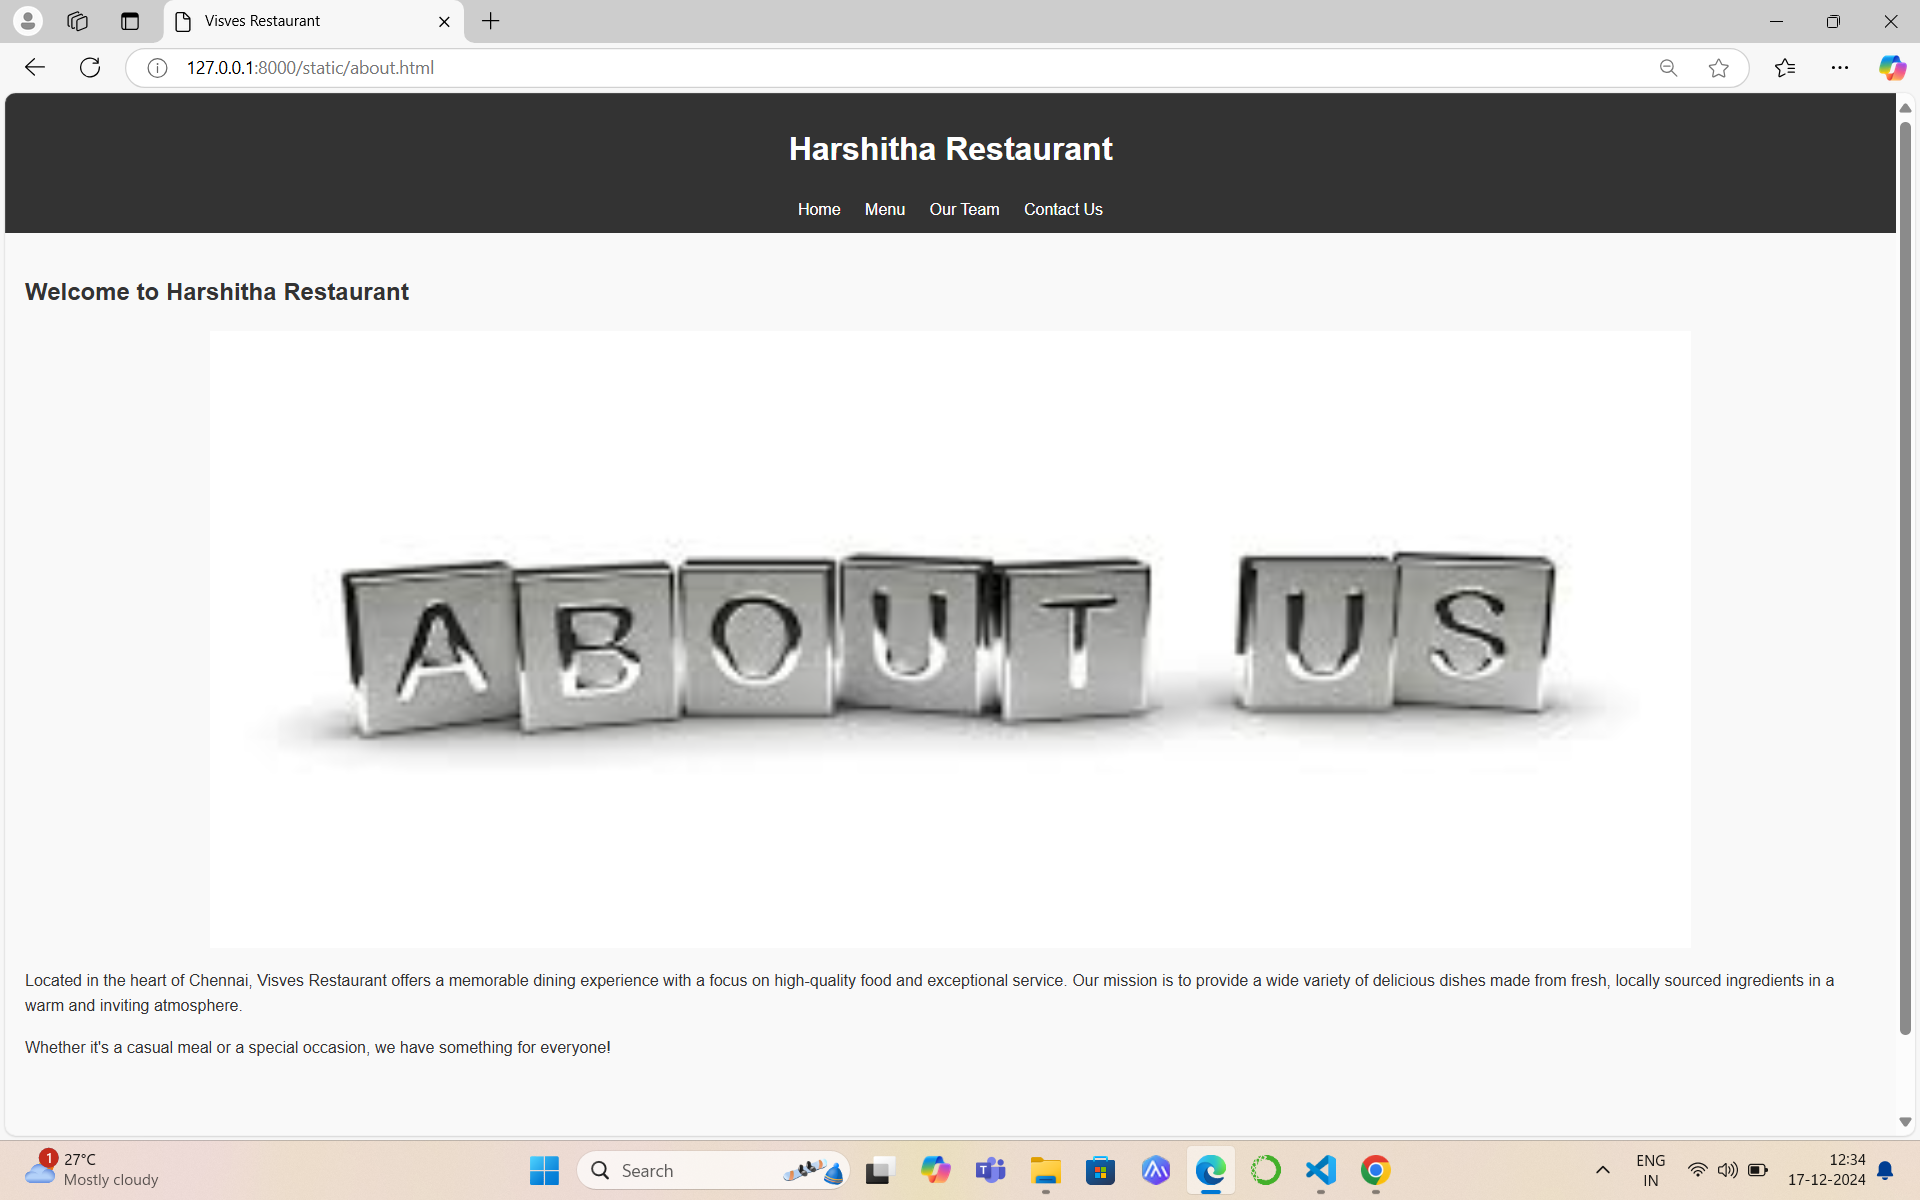 Visves Restaurant
127.0.0.1:8000/static/about.html
Harshitha Restaurant
Home Menu Our Team Contact Us
Welcome to Harshitha Restaurant
ABOUT US
Located in the heart of Chennai, Visves Restaurant offers a memorable dining experience with a focus on high-quality food and exceptional service. Our mission is to provide a wide variety of delicious dishes made from fresh, locally sourced ingredients in a
warm and inviting atmosphere.
Whether it's a casual meal or a special occasion, we have something for everyone!
1
27°C
Mostly cloudy
Search
ENG
IN
12:34
17-12-2024